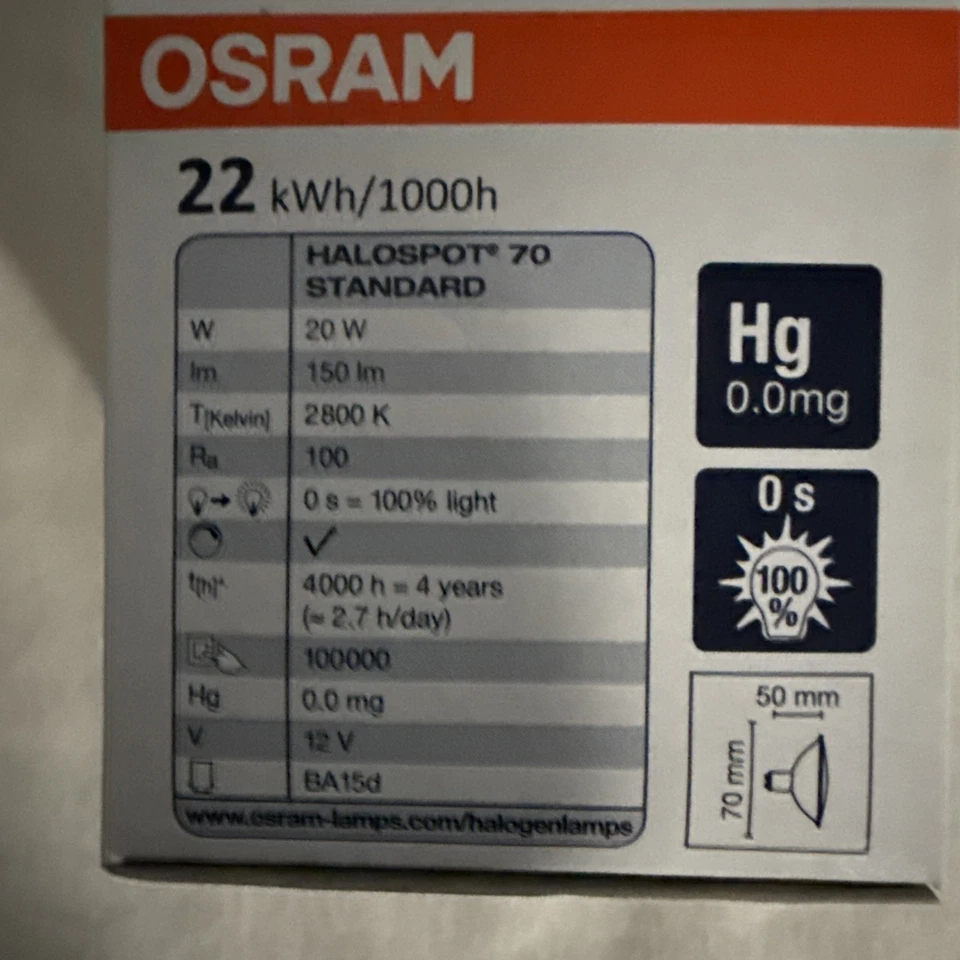 OSRAM
22 kWh/1000h
HALOSPOT® 70
STANDARD
W 20 W
lm 150 lm
T[Kelvin] 2800 K
Ra 100
0 s = 100% light
✓
t[h]* 4000 h = 4 years
(≈ 2.7 h/day)
100000
Hg 0.0 mg
V 12 V
BA15d
www.osram-lamps.com/halogenlamps
Hg
0.0mg
0 s
100
%
50 mm
70 mm